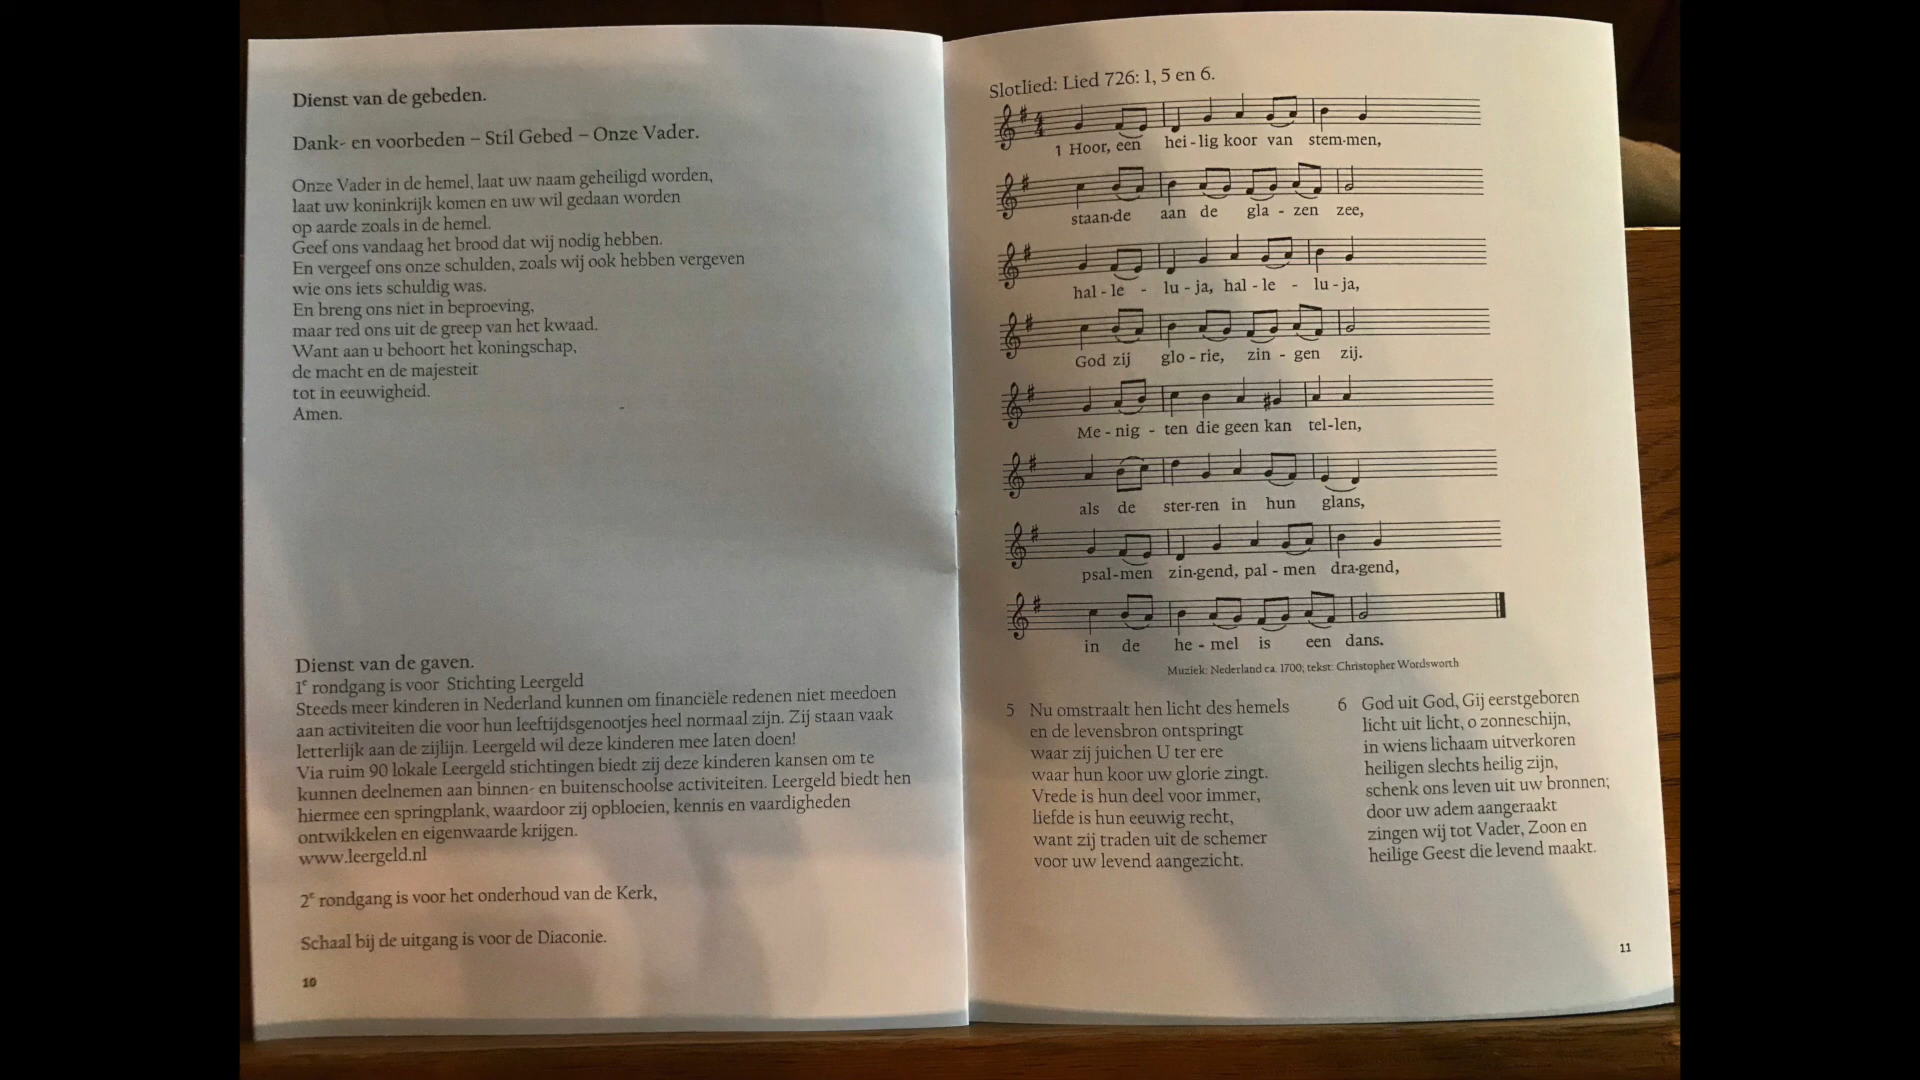 Dienst van de gebeden.
Dank- en voorbeden – Stil Gebed – Onze Vader.
Onze Vader in de hemel, laat uw naam geheiligd worden,
laat uw koninkrijk komen en uw wil gedaan worden
op aarde zoals in de hemel.
Geef ons vandaag het brood dat wij nodig hebben.
En vergeef ons onze schulden, zoals wij ook hebben vergeven
wie ons iets schuldig was.
En breng ons niet in beproeving,
maar red ons uit de greep van het kwaad.
Want aan u behoort het koningschap,
de macht en de majesteit
tot in eeuwigheid.
Amen.
Dienst van de gaven.
1e rondgang is voor Stichting Leergeld
Steeds meer kinderen in Nederland kunnen om financiële redenen niet meedoen
aan activiteiten die voor hun leeftijdsgenootjes heel normaal zijn. Zij staan vaak
letterlijk aan de zijlijn. Leergeld wil deze kinderen mee laten doen!
Via ruim 90 lokale Leergeld stichtingen biedt zij deze kinderen kansen om te
kunnen deelnemen aan binnen- en buitenschoolse activiteiten. Leergeld biedt hen
hiermee een springplank, waardoor zij opbloeien, kennis en vaardigheden
ontwikkelen en eigenwaarde krijgen.
www.leergeld.nl
2e rondgang is voor het onderhoud van de Kerk,
Schaal bij de uitgang is voor de Diaconie.
10
Slotlied: Lied 726: 1, 5 en 6.
1 Hoor, een hei-lig koor van stem-men,
staan-de aan de gla - zen zee,
hal - le - lu - ja, hal - le - lu - ja,
God zij glo - rie, zin - gen zij.
Me - nig - ten die geen kan tel-len,
als de ster-ren in hun glans,
psal-men zin-gend, pal - men dra-gend,
in de he - mel is een dans.
Muziek: Nederland ca. 1700; tekst: Christopher Wordsworth
5 Nu omstraalt hen licht des hemels
en de levensbron ontspringt
waar zij juichen U ter ere
waar hun koor uw glorie zingt.
Vrede is hun deel voor immer,
liefde is hun eeuwig recht,
want zij traden uit de schemer
voor uw levend aangezicht.
6 God uit God, Gij eerstgeboren
licht uit licht, o zonneschijn,
in wiens lichaam uitverkoren
heiligen slechts heilig zijn,
schenk ons leven uit uw bronnen;
door uw adem aangeraakt
zingen wij tot Vader, Zoon en
heilige Geest die levend maakt.
11